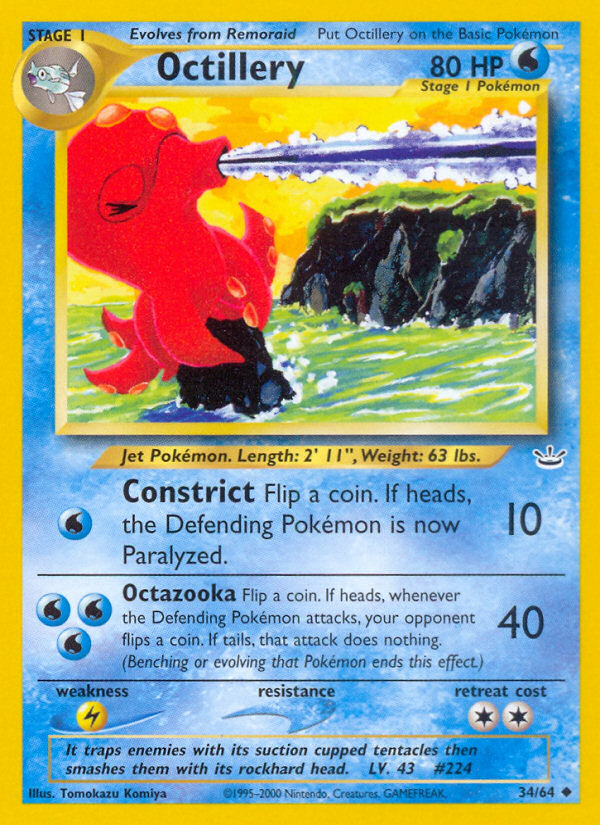 STAGE 1 Evolves from Remoraid Put Octillery on the Basic Pokémon
Octillery 80 HP
Stage 1 Pokémon
Jet Pokémon. Length: 2' 11", Weight: 63 lbs.
Constrict Flip a coin. If heads,
the Defending Pokémon is now 10
Paralyzed.
Octazooka Flip a coin. If heads, whenever
the Defending Pokémon attacks, your opponent 40
flips a coin. If tails, that attack does nothing.
(Benching or evolving that Pokémon ends this effect.)
weakness resistance retreat cost
It traps enemies with its suction cupped tentacles then
smashes them with its rockhard head. LV. 43 #224
Illus. Tomokazu Komiya ©1995-2000 Nintendo, Creatures, GAMEFREAK. 34/64